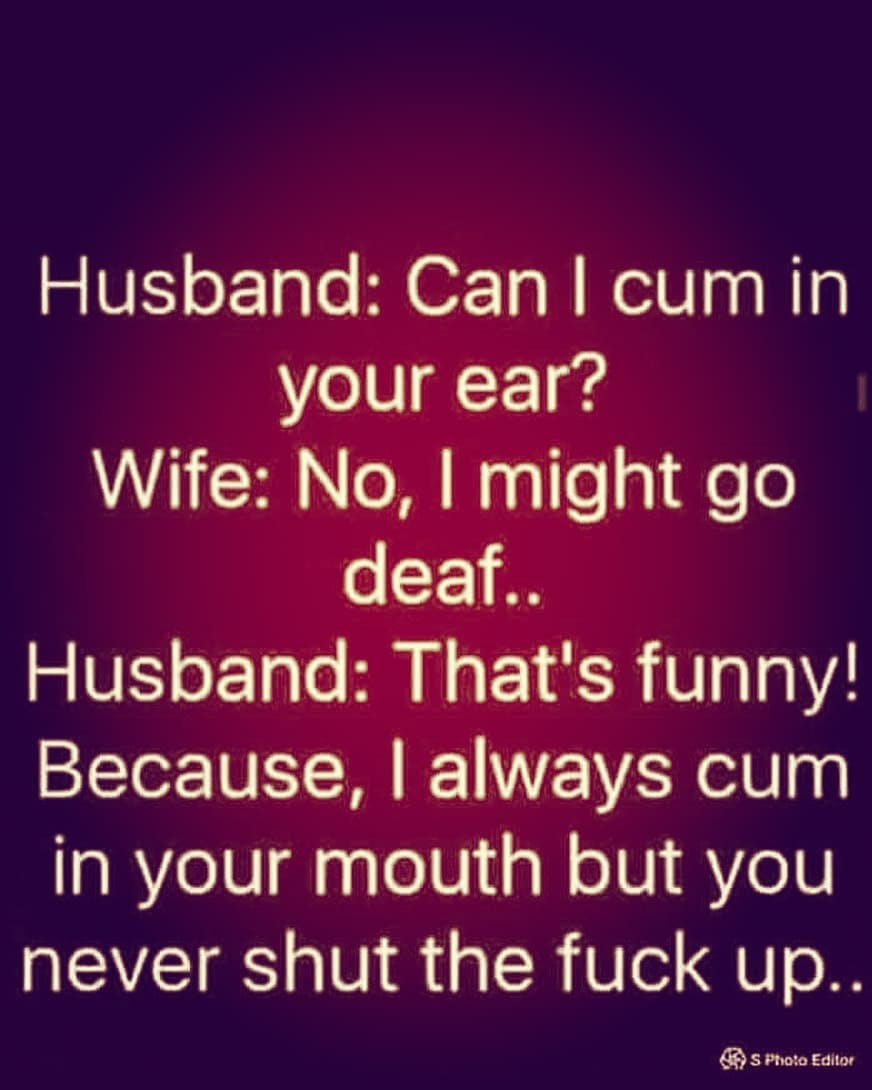 Husband: Can I cum in
your ear?
Wife: No, I might go
deaf..
Husband: That's funny!
Because, I always cum
in your mouth but you
never shut the fuck up..
S Photo Editor